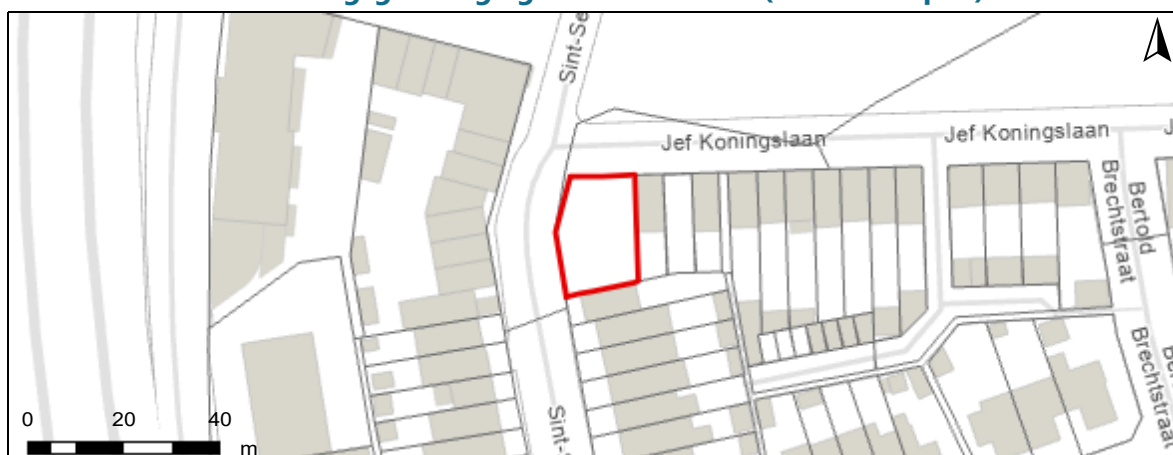 Sint-Se
Jef Koningslaan
Jef Koningslaan
J
Bertold
Brechtstraat
Brechtstraat
Sint-S
0 20 40
m